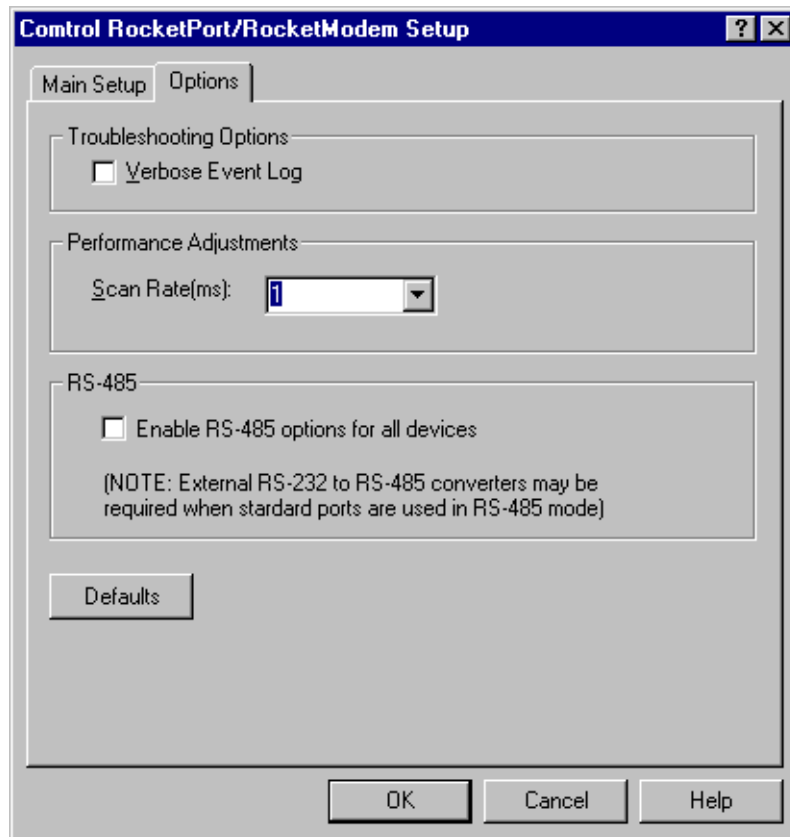 Comtrol RocketPort/RocketModem Setup
Main Setup
Options
Troubleshooting Options
Verbose Event Log
Performance Adjustments
Scan Rate(ms):
1
RS-485
Enable RS-485 options for all devices
(NOTE: External RS-232 to RS-485 converters may be
required when stardard ports are used in RS-485 mode)
Defaults
OK
Cancel
Help